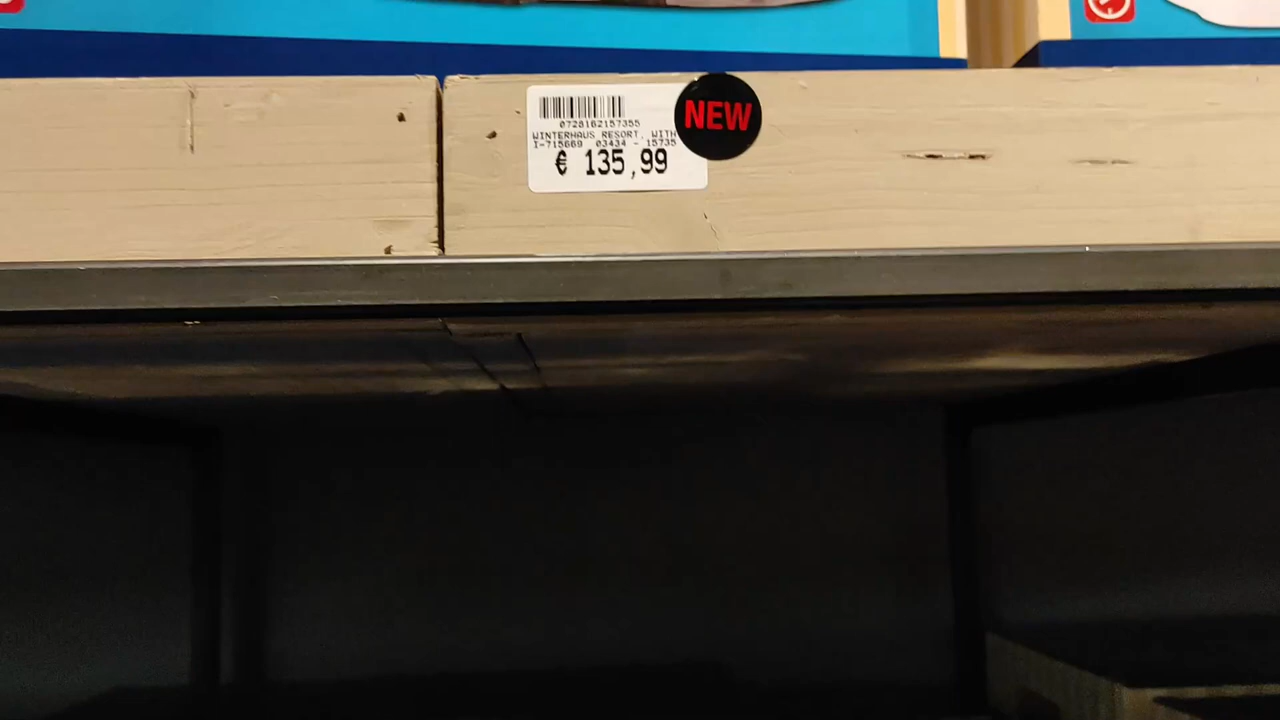 0728162157355
WINTERHAUS RESORT, WITH
I-715669 03434 - 15735
€ 135,99
NEW